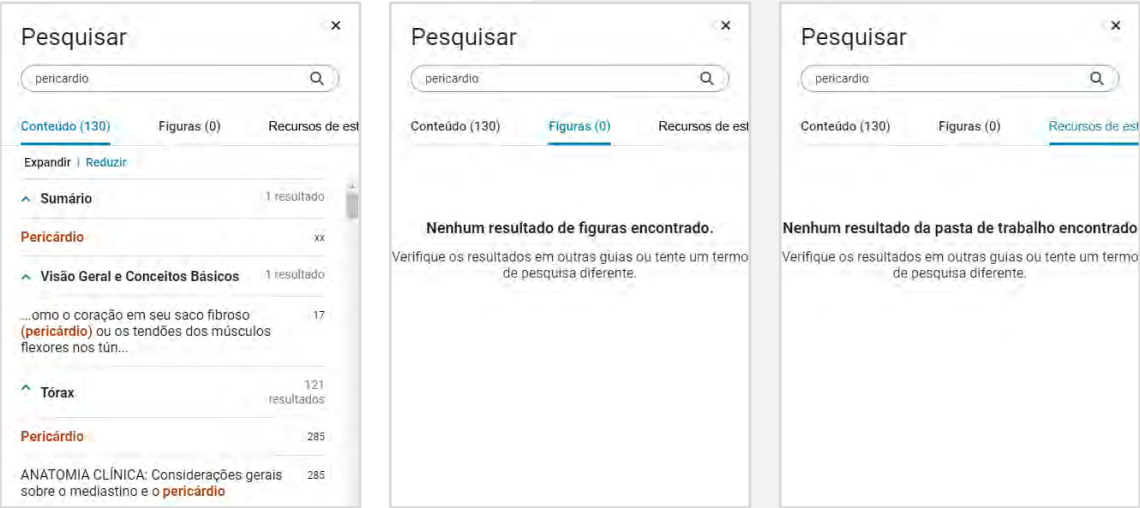 Pesquisar
×
pericardio
Conteúdo (130) Figuras (0) Recursos de est
Expandir | Reduzir
Sumário 1 resultado
Pericárdio xx
Visão Geral e Conceitos Básicos 1 resultado
...omo o coração em seu saco fibroso 17
(pericárdio) ou os tendões dos músculos
flexores nos tún...
Tórax 121
resultados
Pericárdio 285
ANATOMIA CLÍNICA: Considerações gerais 285
sobre o mediastino e o pericárdio
Pesquisar
×
pericardio
Conteúdo (130) Figuras (0) Recursos de est
Nenhum resultado de figuras encontrado.
Verifique os resultados em outras guias ou tente um termo
de pesquisa diferente.
Pesquisar
×
pericardio
Conteúdo (130) Figuras (0) Recursos de est
Nenhum resultado da pasta de trabalho encontrado
Verifique os resultados em outras guias ou tente um termo
de pesquisa diferente.